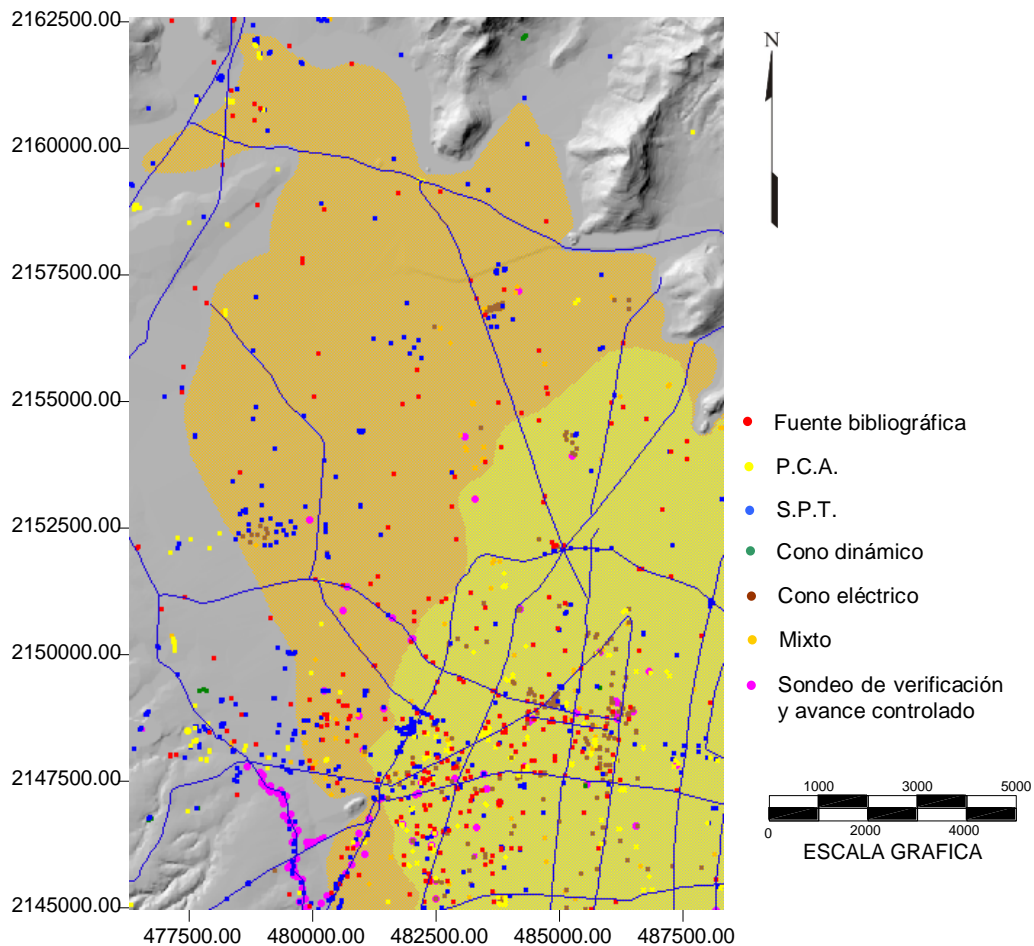 2162500.00
2160000.00
2157500.00
2155000.00
2152500.00
2150000.00
2147500.00
2145000.00
477500.00 480000.00 482500.00 485000.00 487500.00
N
Fuente bibliográfica
P.C.A.
S.P.T.
Cono dinámico
Cono eléctrico
Mixto
Sondeo de verificación
y avance controlado
1000 3000 5000
0 2000 4000
ESCALA GRAFICA